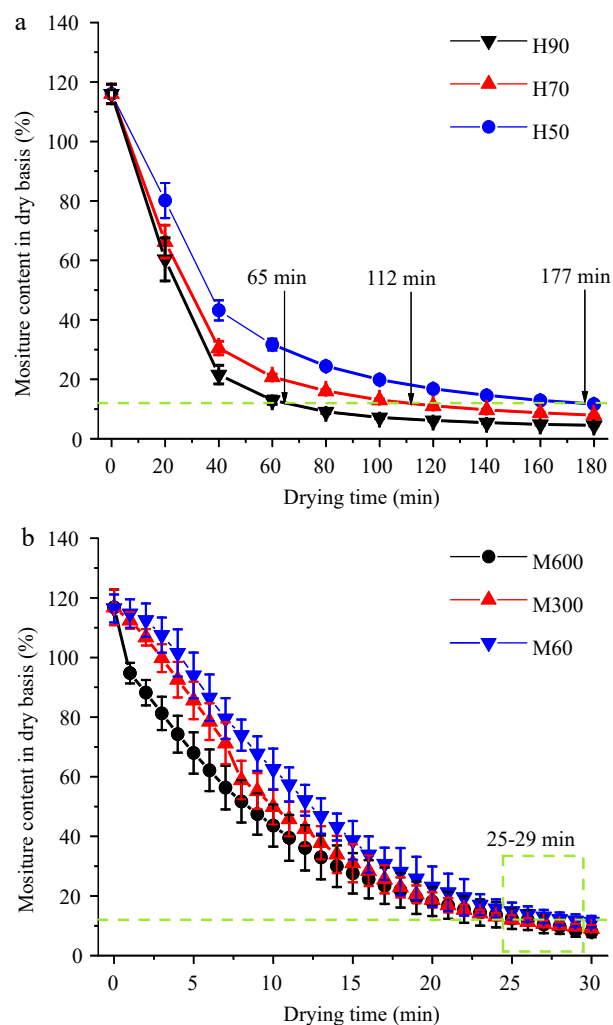 a
H90
H70
H50
Mositure content in dry basis (%)
140
120
100
80
60
40
20
0
65 min
112 min
177 min
0 20 40 60 80 100 120 140 160 180
Drying time (min)
b
M600
M300
M60
Mositure content in dry basis (%)
140
120
100
80
60
40
20
0
25-29 min
0 5 10 15 20 25 30
Drying time (min)